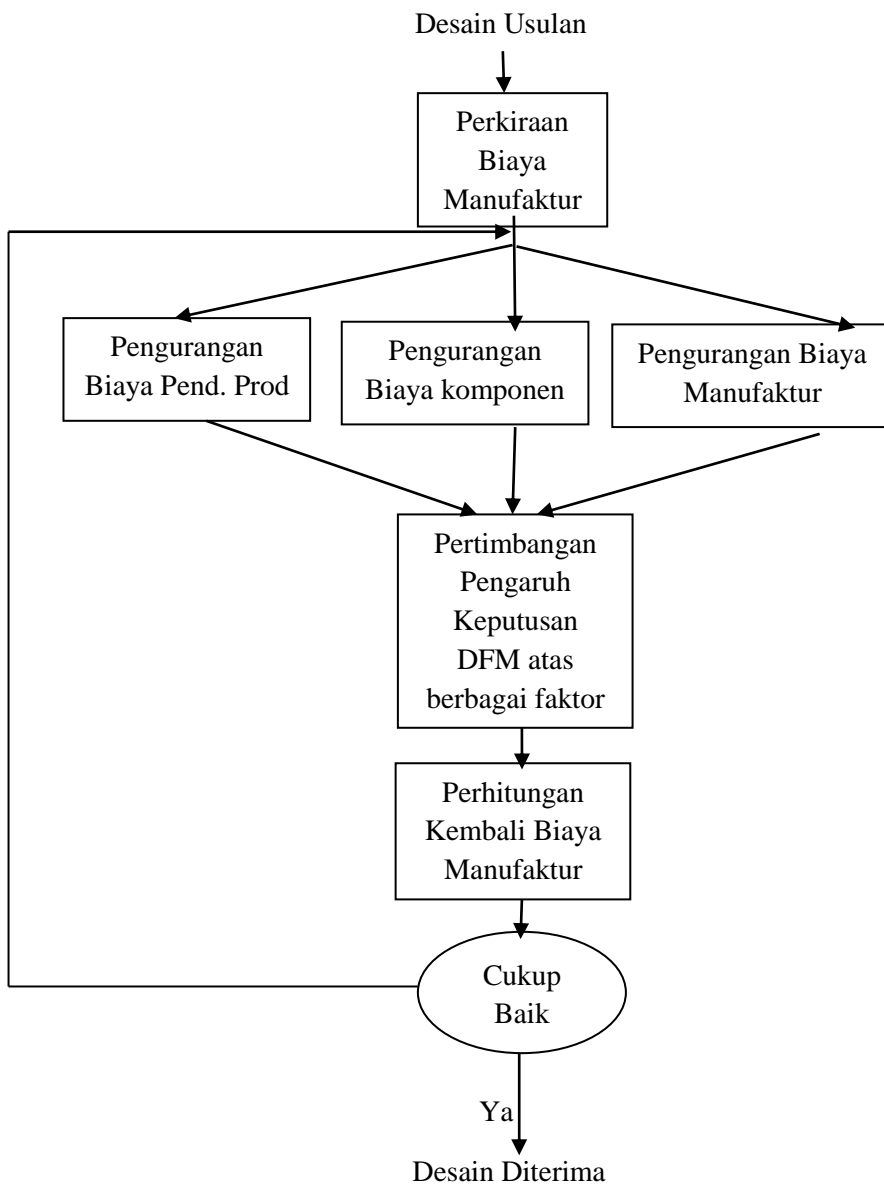 Desain Usulan
Perkiraan
Biaya
Manufaktur
Pengurangan
Biaya Pend. Prod
Pengurangan
Biaya komponen
Pengurangan Biaya
Manufaktur
Pertimbangan
Pengaruh
Keputusan
DFM atas
berbagai faktor
Perhitungan
Kembali Biaya
Manufaktur
Cukup
Baik
Ya
Desain Diterima